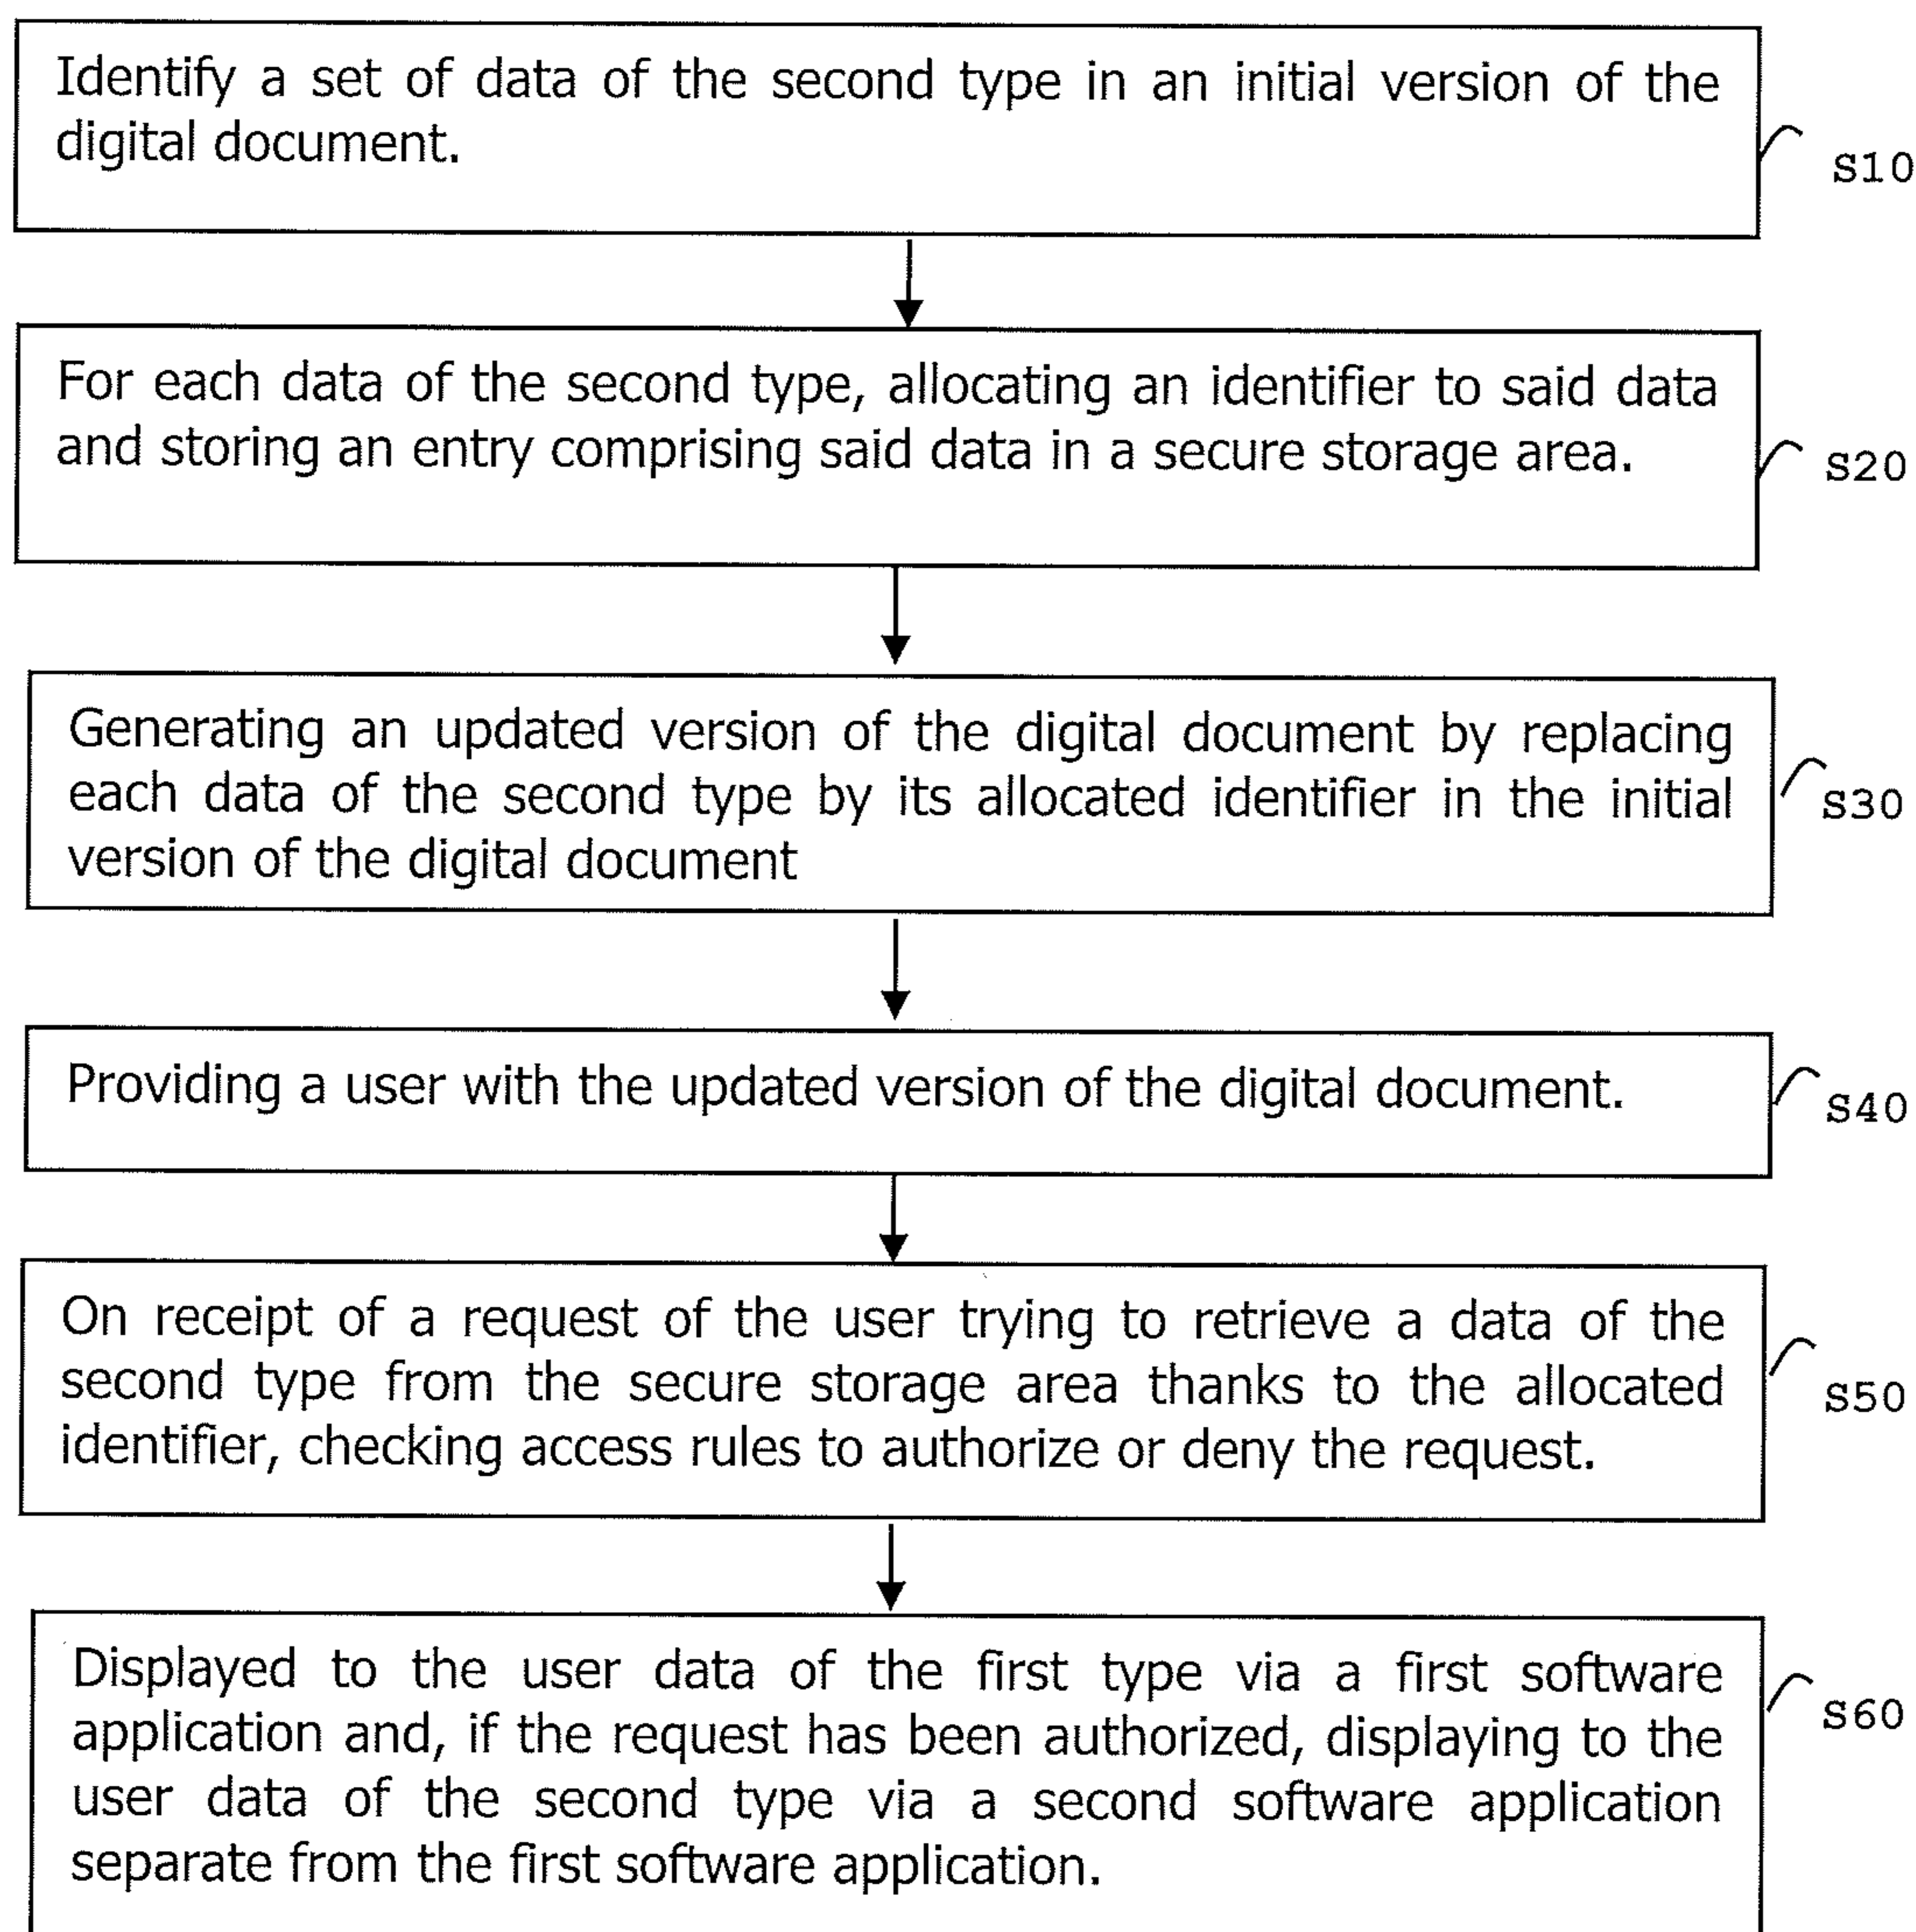 Identify a set of data of the second type in an initial version of the
digital document.
S10
For each data of the second type, allocating an identifier to said data
and storing an entry comprising said data in a secure storage area.
S20
Generating an updated version of the digital document by replacing
each data of the second type by its allocated identifier in the initial
version of the digital document
S30
Providing a user with the updated version of the digital document.
S40
On receipt of a request of the user trying to retrieve a data of the
second type from the secure storage area thanks to the allocated
identifier, checking access rules to authorize or deny the request.
S50
Displayed to the user data of the first type via a first software
application and, if the request has been authorized, displaying to the
user data of the second type via a second software application
separate from the first software application.
S60